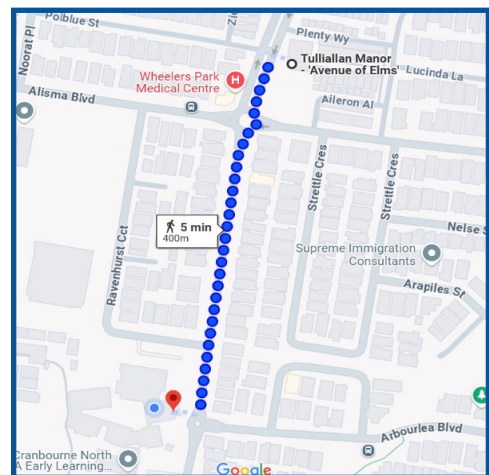 Polblue St
Noorat Pl
Zie
Plenty Wy
Tulliallan Manor
- 'Avenue of Elms'
Lucinda La
Wheelers Park
Medical Centre
H
Alisma Blvd
Aileron Al
Strettle Cres
Strettle Cres
5 min
400m
Ravenhurst Cct
Nelse S
Supreme Immigration
Consultants
Arapiles St
Arbourlea Blvd
Cranbourne North
A Early Learning...
Google